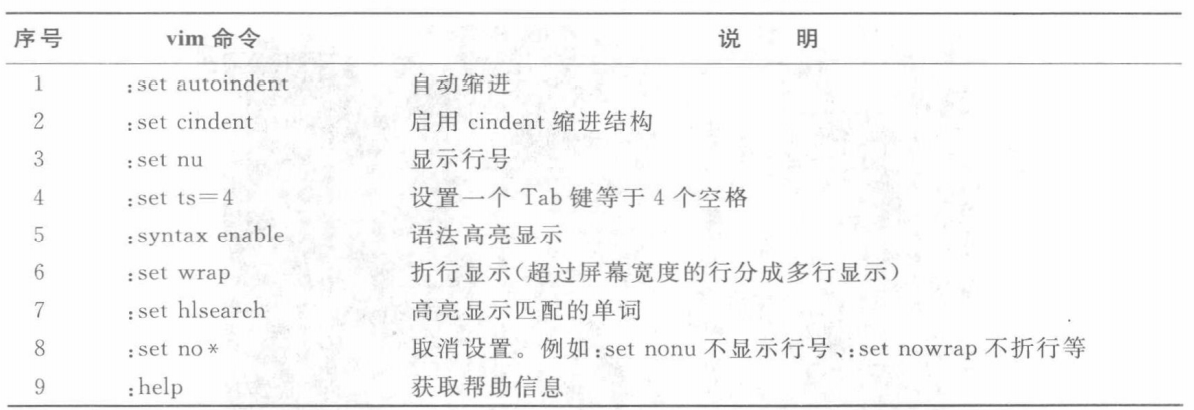 序号 vim 命令 说 明
1 :set autoindent 自动缩进
2 :set cindent 启用 cindent 缩进结构
3 :set nu 显示行号
4 :set ts=4 设置一个 Tab 键等于 4 个空格
5 :syntax enable 语法高亮显示
6 :set wrap 折行显示(超过屏幕宽度的行分成多行显示)
7 :set hlsearch 高亮显示匹配的单词
8 :set no* 取消设置。例如:set nonu 不显示行号、:set nowrap 不折行等
9 :help 获取帮助信息